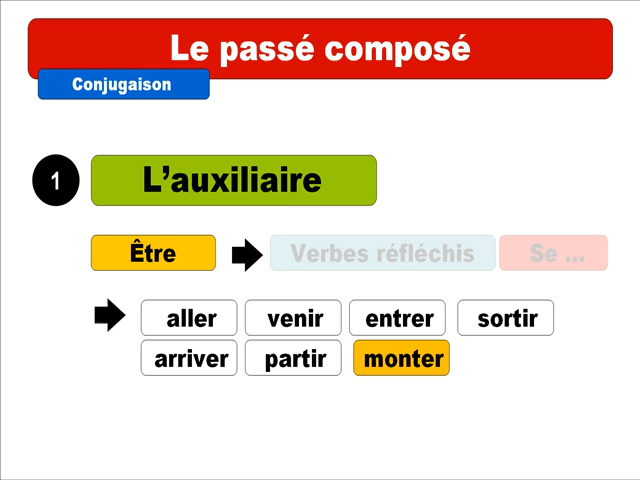 Le passé composé
Conjugaison
1 L’auxiliaire
Être Verbes réfléchis Se ...
aller venir entrer sortir
arriver partir monter